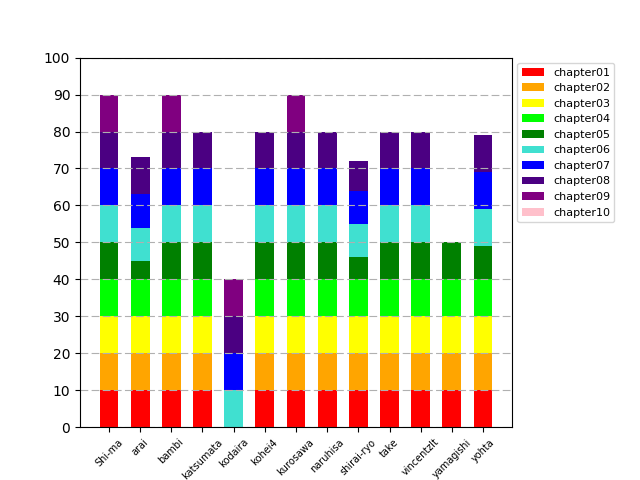 100
90
80
70
60
50
40
30
20
10
0
Shi-ma
arai
bambi
katsumata
kodaira
kohei4
kurosawa
naruhisa
shirai-ryo
take
vincentzlt
yamagishi
yohta
chapter01
chapter02
chapter03
chapter04
chapter05
chapter06
chapter07
chapter08
chapter09
chapter10